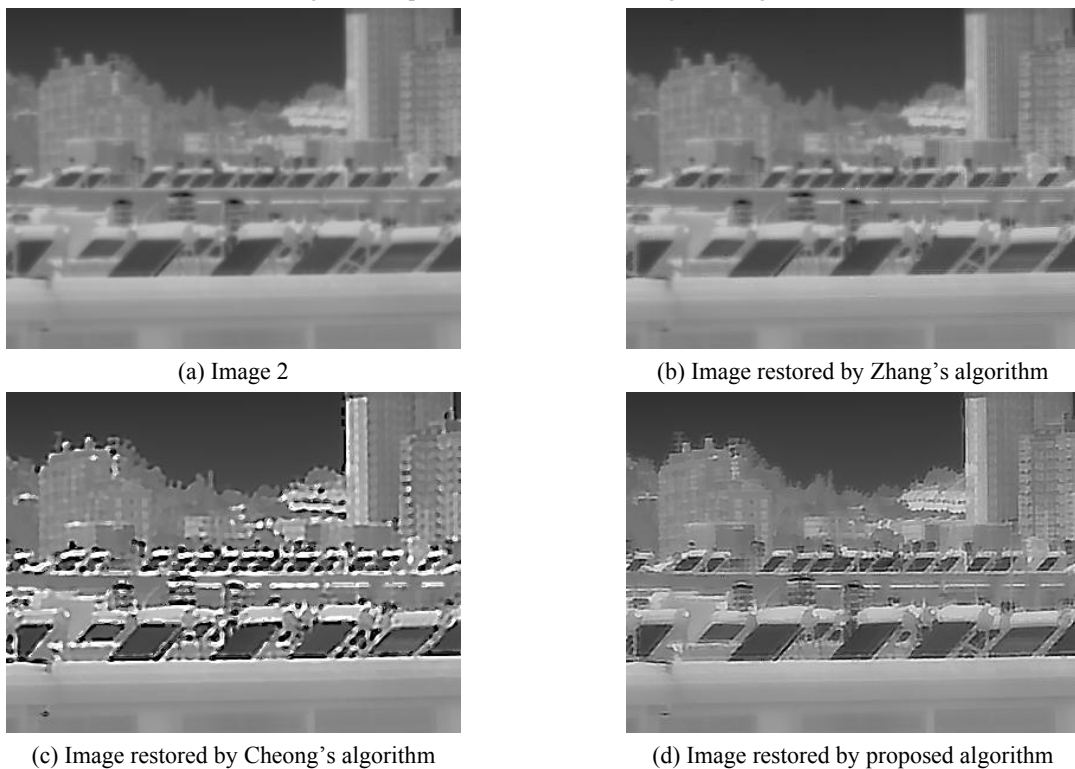 (a) Image 2
(b) Image restored by Zhang’s algorithm
(c) Image restored by Cheong’s algorithm
(d) Image restored by proposed algorithm